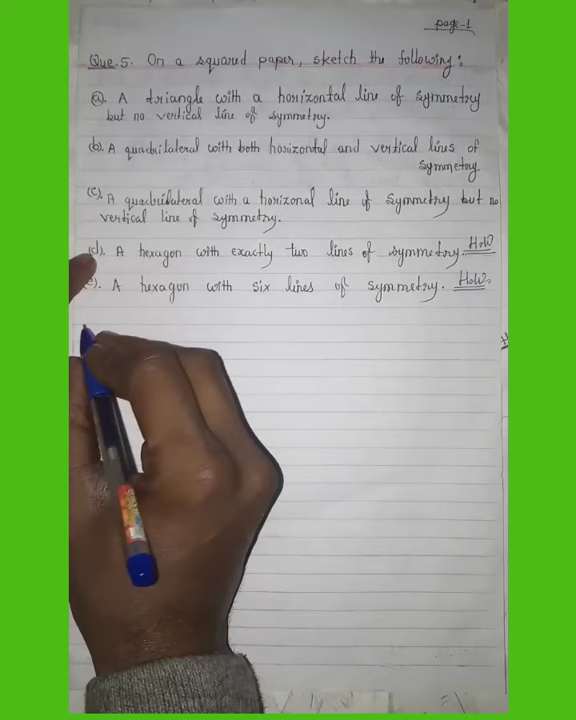 page-1
Que.5. On a squared paper, sketch the following:
(a). A triangle with a horizontal line of symmetry
but no vertical line of symmetry.
(b). A quadrilateral with both horizontal and vertical lines of
symmetry
(c). A quadrilateral with a horizonal line of symmetry but no
vertical line of symmetry.
(d). A hexagon with exactly two lines of symmetry. H.W
(e). A hexagon with six lines of symmetry. H.W.